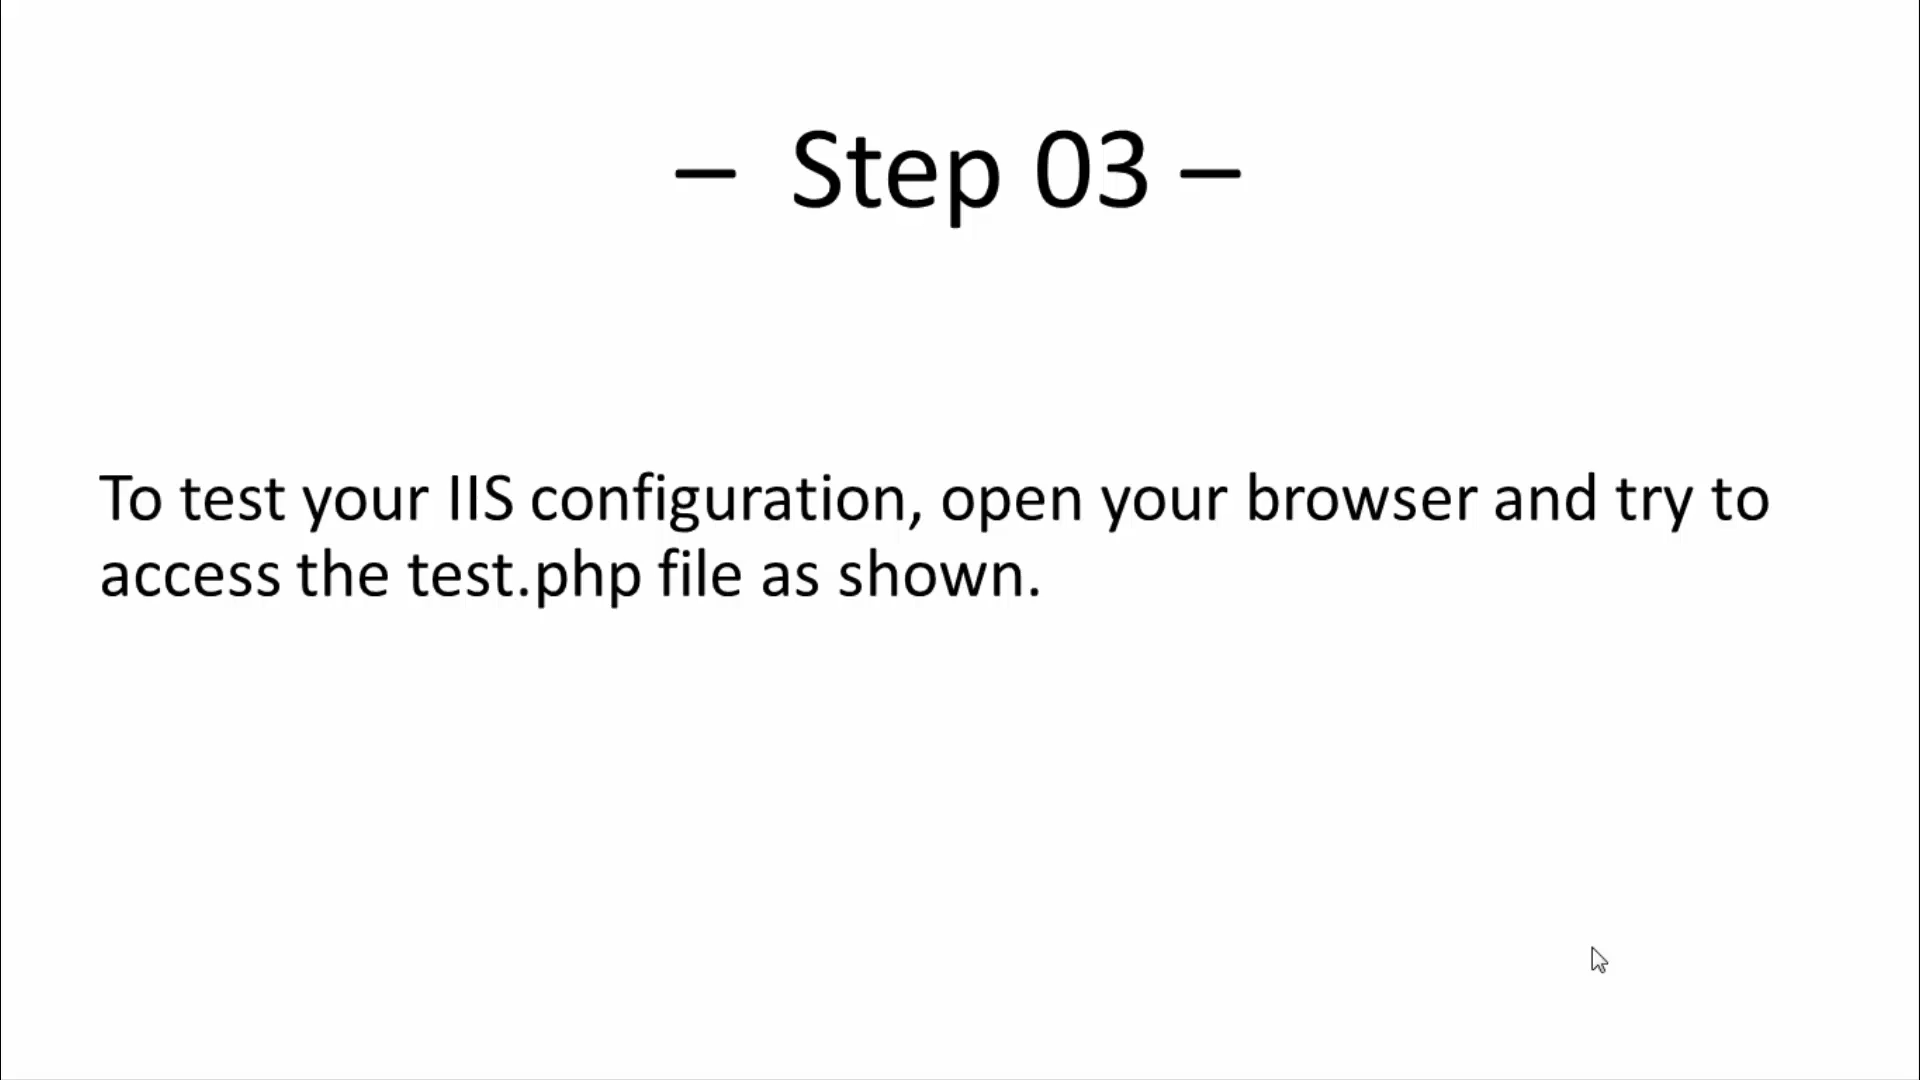 – Step 03 –
To test your IIS configuration, open your browser and try to
access the test.php file as shown.